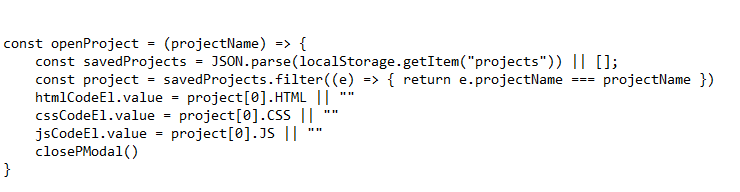 const openProject = (projectName) => {
    const savedProjects = JSON.parse(localStorage.getItem("projects")) || [];
    const project = savedProjects.filter((e) => { return e.projectName === projectName })
    htmlCodeEl.value = project[0].HTML || ""
    cssCodeEl.value = project[0].CSS || ""
    jsCodeEl.value = project[0].JS || ""
    closePModal()
}